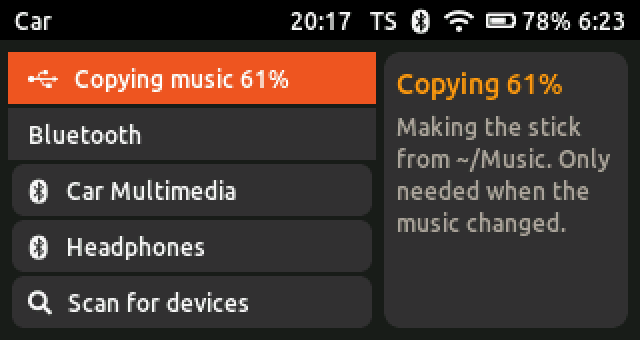 Car 20:17 TS 78% 6:23
Copying music 61%
Bluetooth
Car Multimedia
Headphones
Scan for devices
Copying 61%
Making the stick
from ~/Music. Only
needed when the
music changed.